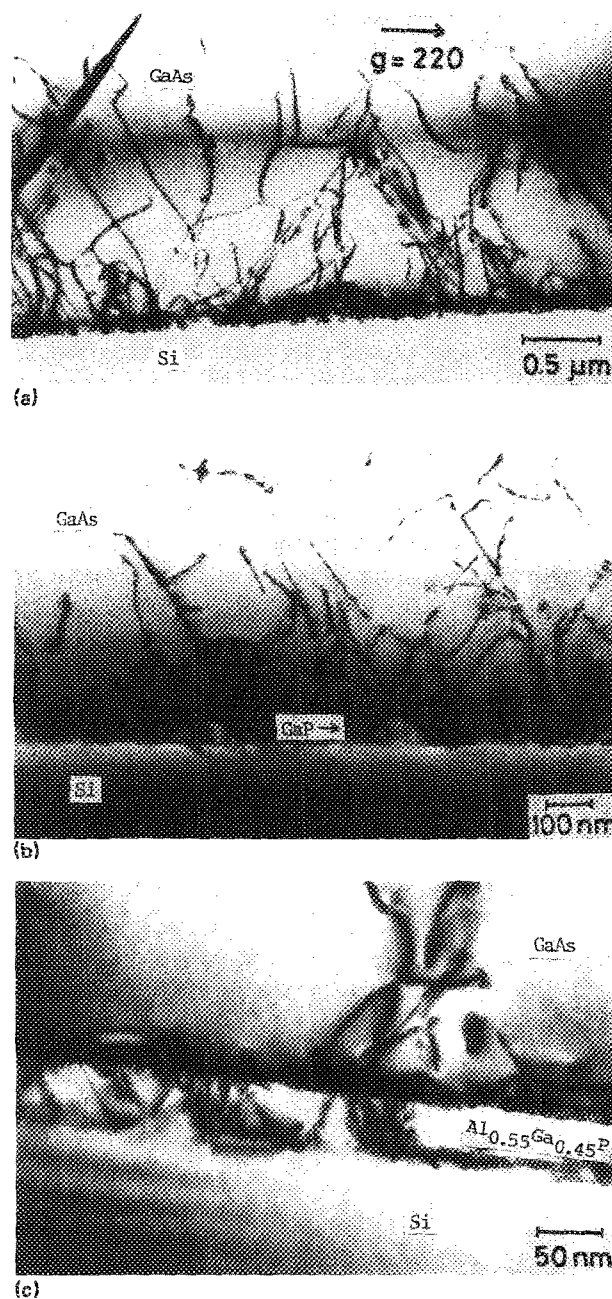 GaAs
g = 220
Si
0.5 µm
(a)
GaAs
GaP→
Si
100 nm
(b)
GaAs
Al0.55Ga0.45P
Si
50 nm
(c)